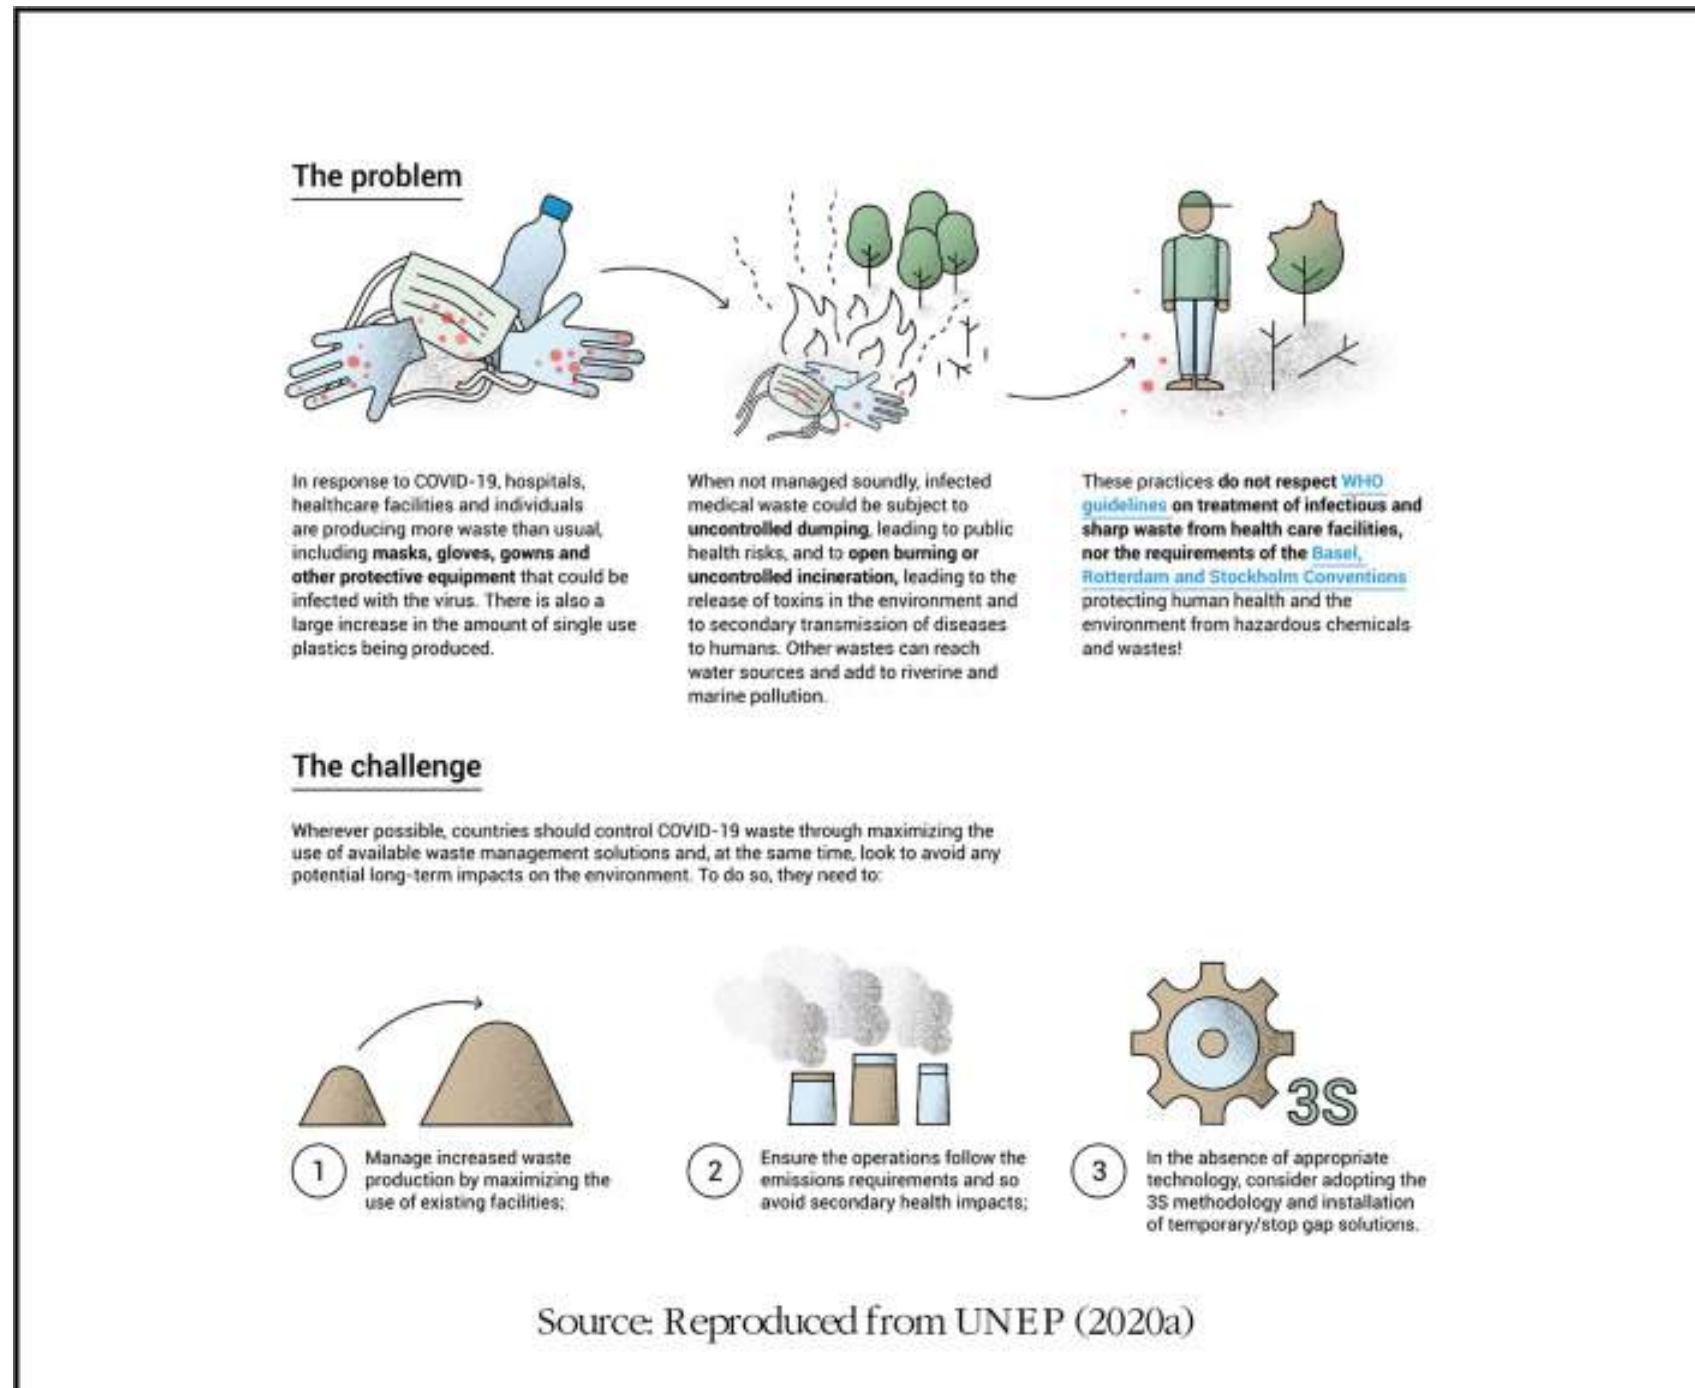 The problem
In response to COVID-19, hospitals,
healthcare facilities and individuals
are producing more waste than usual,
including masks, gloves, gowns and
other protective equipment that could be
infected with the virus. There is also a
large increase in the amount of single use
plastics being produced.
When not managed soundly, infected
medical waste could be subject to
uncontrolled dumping, leading to public
health risks, and to open burning or
uncontrolled incineration, leading to the
release of toxins in the environment and
to secondary transmission of diseases
to humans. Other wastes can reach
water sources and add to riverine and
marine pollution.
These practices do not respect WHO
guidelines on treatment of infectious and
sharp waste from health care facilities,
nor the requirements of the Basel,
Rotterdam and Stockholm Conventions
protecting human health and the
environment from hazardous chemicals
and wastes!
The challenge
Wherever possible, countries should control COVID-19 waste through maximizing the
use of available waste management solutions and, at the same time, look to avoid any
potential long-term impacts on the environment. To do so, they need to:
3S
1
Manage increased waste
production by maximizing the
use of existing facilities;
2
Ensure the operations follow the
emissions requirements and so
avoid secondary health impacts;
3
In the absence of appropriate
technology, consider adopting the
3S methodology and installation
of temporary/stop gap solutions.
Source: Reproduced from UNEP (2020a)